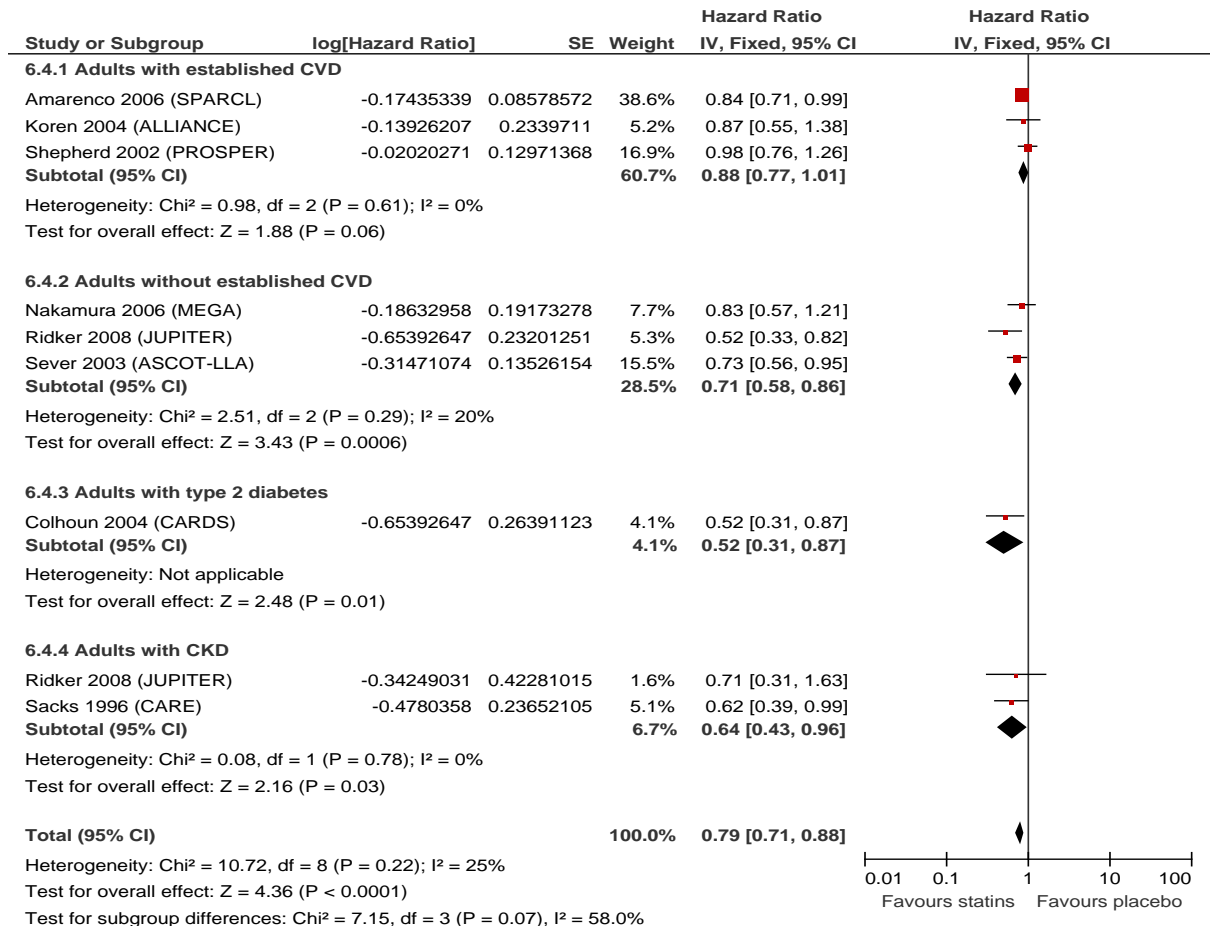 Hazard Ratio Hazard Ratio
Study or Subgroup log[Hazard Ratio] SE Weight IV, Fixed, 95% CI IV, Fixed, 95% CI
6.4.1 Adults with established CVD
Amarenco 2006 (SPARCL) -0.17435339 0.08578572 38.6% 0.84 [0.71, 0.99]
Koren 2004 (ALLIANCE) -0.13926207 0.2339711 5.2% 0.87 [0.55, 1.38]
Shepherd 2002 (PROSPER) -0.02020271 0.12971368 16.9% 0.98 [0.76, 1.26]
Subtotal (95% CI) 60.7% 0.88 [0.77, 1.01]
Heterogeneity: Chi² = 0.98, df = 2 (P = 0.61); I² = 0%
Test for overall effect: Z = 1.88 (P = 0.06)
6.4.2 Adults without established CVD
Nakamura 2006 (MEGA) -0.18632958 0.19173278 7.7% 0.83 [0.57, 1.21]
Ridker 2008 (JUPITER) -0.65392647 0.23201251 5.3% 0.52 [0.33, 0.82]
Sever 2003 (ASCOT-LLA) -0.31471074 0.13526154 15.5% 0.73 [0.56, 0.95]
Subtotal (95% CI) 28.5% 0.71 [0.58, 0.86]
Heterogeneity: Chi² = 2.51, df = 2 (P = 0.29); I² = 20%
Test for overall effect: Z = 3.43 (P = 0.0006)
6.4.3 Adults with type 2 diabetes
Colhoun 2004 (CARDS) -0.65392647 0.26391123 4.1% 0.52 [0.31, 0.87]
Subtotal (95% CI) 4.1% 0.52 [0.31, 0.87]
Heterogeneity: Not applicable
Test for overall effect: Z = 2.48 (P = 0.01)
6.4.4 Adults with CKD
Ridker 2008 (JUPITER) -0.34249031 0.42281015 1.6% 0.71 [0.31, 1.63]
Sacks 1996 (CARE) -0.4780358 0.23652105 5.1% 0.62 [0.39, 0.99]
Subtotal (95% CI) 6.7% 0.64 [0.43, 0.96]
Heterogeneity: Chi² = 0.08, df = 1 (P = 0.78); I² = 0%
Test for overall effect: Z = 2.16 (P = 0.03)
Total (95% CI) 100.0% 0.79 [0.71, 0.88]
Heterogeneity: Chi² = 10.72, df = 8 (P = 0.22); I² = 25%
Test for overall effect: Z = 4.36 (P < 0.0001)
Test for subgroup differences: Chi² = 7.15, df = 3 (P = 0.07), I² = 58.0%
0.01 0.1 1 10 100
Favours statins Favours placebo